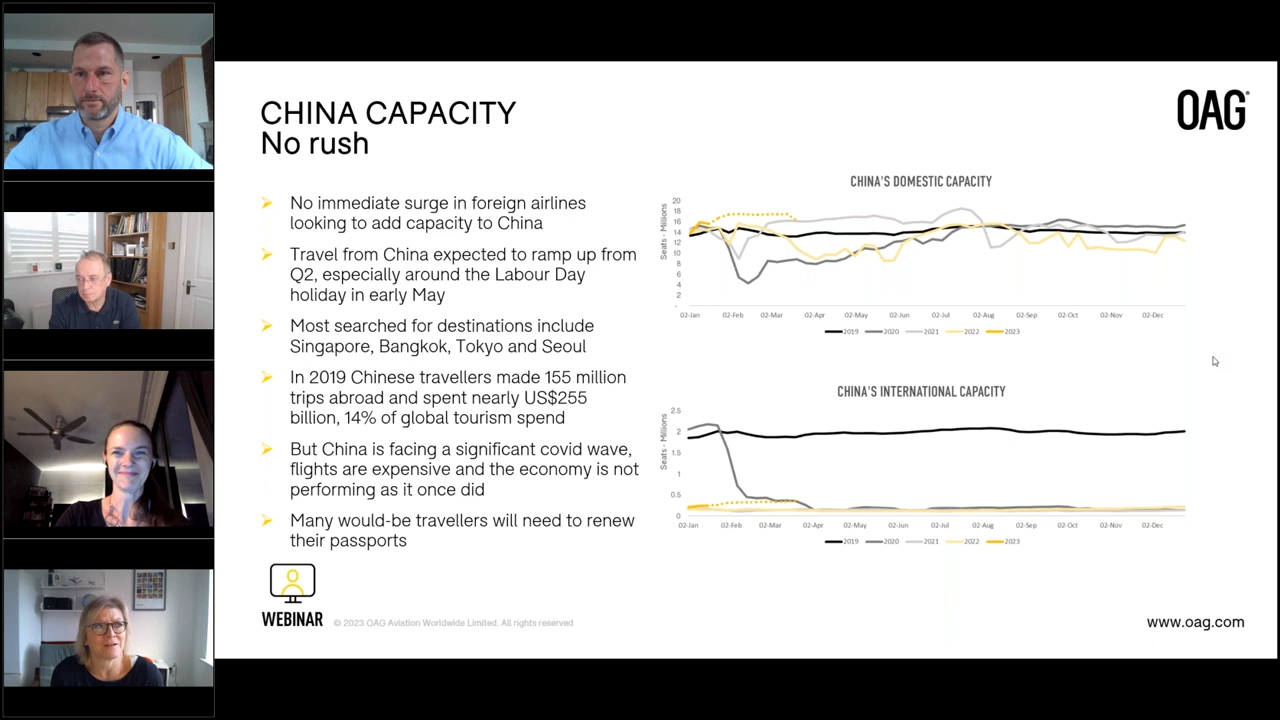 CHINA CAPACITY
No rush
OAG
No immediate surge in foreign airlines
looking to add capacity to China
Travel from China expected to ramp up from
Q2, especially around the Labour Day
holiday in early May
Most searched for destinations include
Singapore, Bangkok, Tokyo and Seoul
In 2019 Chinese travellers made 155 million
trips abroad and spent nearly US$255
billion, 14% of global tourism spend
But China is facing a significant covid wave,
flights are expensive and the economy is not
performing as it once did
Many would-be travellers will need to renew
their passports
CHINA'S DOMESTIC CAPACITY
Seats - Millions
20
18
16
14
12
10
8
6
4
2
-
02-Jan 02-Feb 02-Mar 02-Apr 02-May 02-Jun 02-Jul 02-Aug 02-Sep 02-Oct 02-Nov 02-Dec
2019 2020 2021 2022 2023
CHINA'S INTERNATIONAL CAPACITY
Seats - Millions
2.5
2
1.5
1
0.5
0
02-Jan 02-Feb 02-Mar 02-Apr 02-May 02-Jun 02-Jul 02-Aug 02-Sep 02-Oct 02-Nov 02-Dec
2019 2020 2021 2022 2023
WEBINAR
© 2023 OAG Aviation Worldwide Limited. All rights reserved
www.oag.com